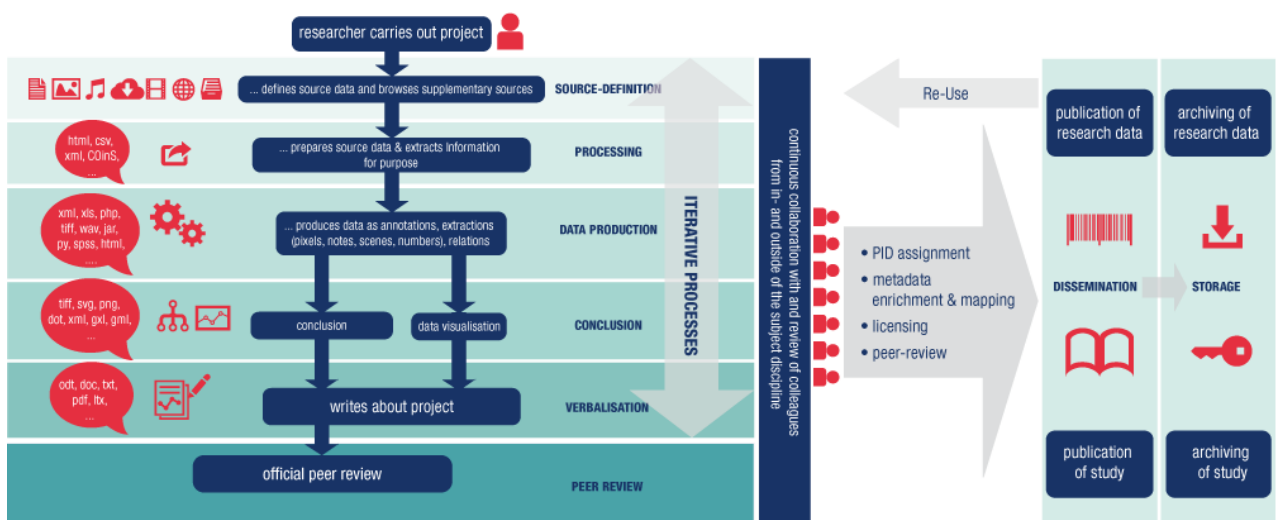 researcher carries out project
... defines source data and browses supplementary sources
SOURCE-DEFINITION
html, csv,
xml, COinS,
...
... prepares source data & extracts Information
for purpose
PROCESSING
xml, xls, php,
tiff, wav, jar,
py, spss, html,
....
... produces data as annotations, extractions
(pixels, notes, scenes, numbers), relations
DATA PRODUCTION
tiff, svg, png,
dot, xml, gxl, gml,
...
conclusion
data visualisation
CONCLUSION
odt, doc, txt,
pdf, ltx,
...
writes about project
VERBALISATION
official peer review
PEER REVIEW
ITERATIVE PROCESSES
continuous collaboration with and review of colleagues
from in- and outside of the subject discipline
Re-Use
• PID assignment
• metadata
enrichment & mapping
• licensing
• peer-review
publication of
research data
archiving of
research data
DISSEMINATION
STORAGE
publication
of study
archiving
of study